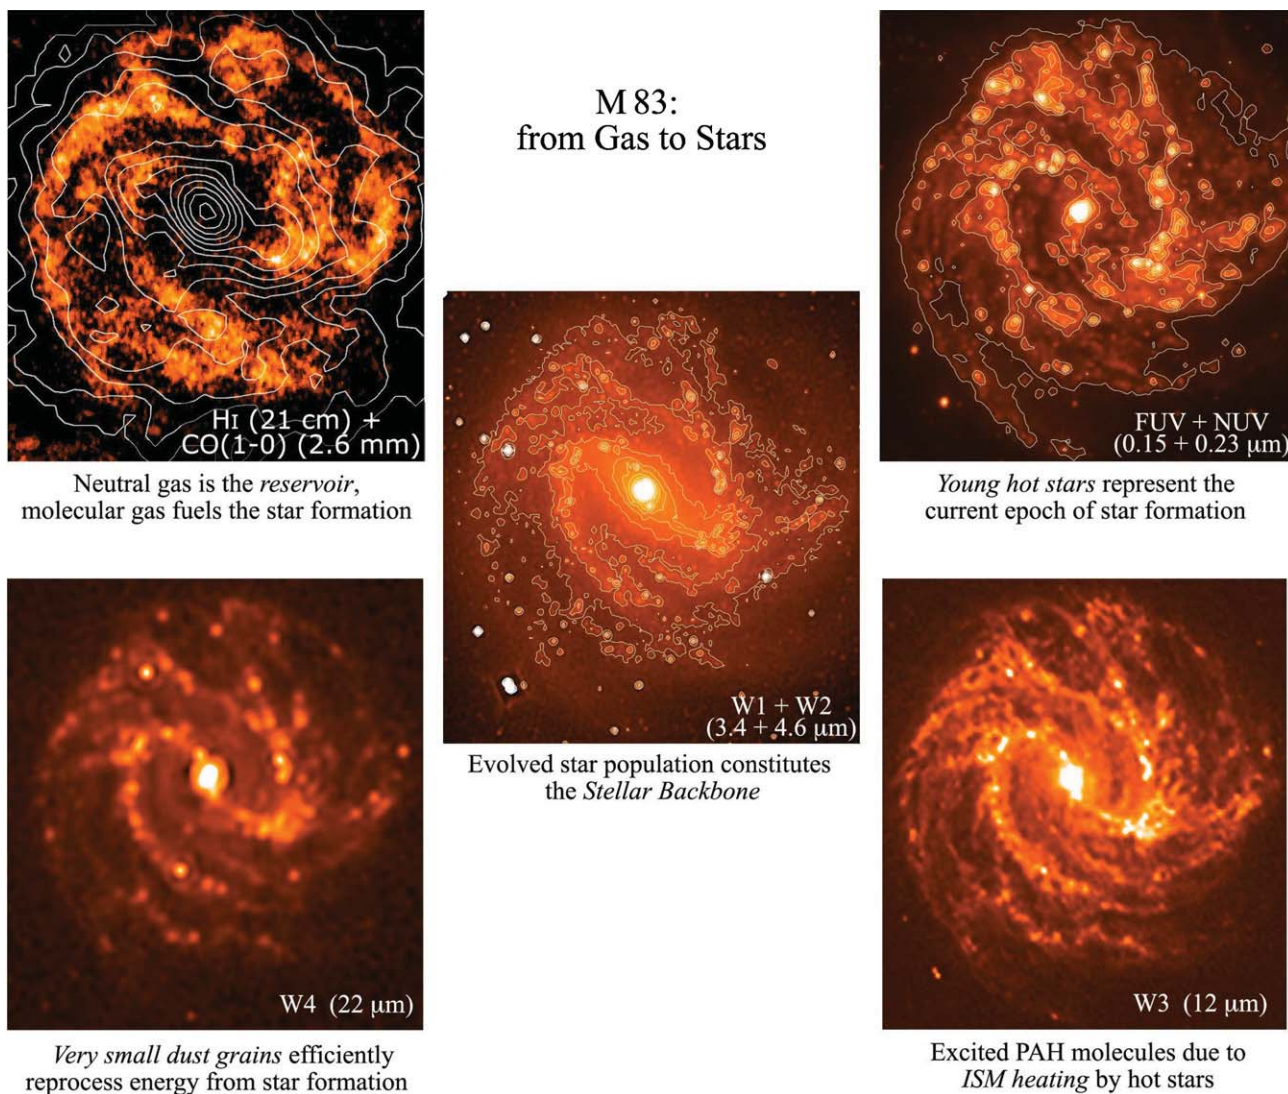 M 83:
from Gas to Stars
HI (21 cm) +
CO(1-0) (2.6 mm)
Neutral gas is the reservoir,
molecular gas fuels the star formation
FUV + NUV
(0.15 + 0.23 µm)
Young hot stars represent the
current epoch of star formation
W1 + W2
(3.4 + 4.6 µm)
Evolved star population constitutes
the Stellar Backbone
W4 (22 µm)
Very small dust grains efficiently
reprocess energy from star formation
W3 (12 µm)
Excited PAH molecules due to
ISM heating by hot stars